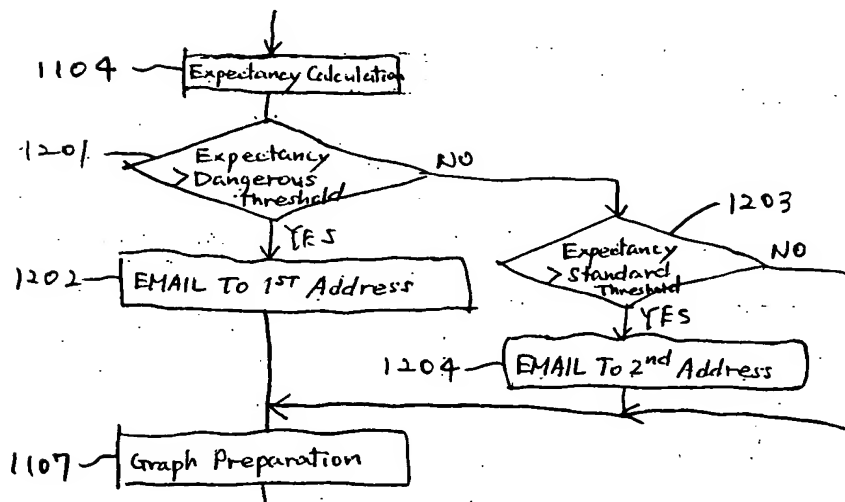 1104
Expectancy Calculation
1201
Expectancy
> Dangerous
threshold
NO
YES
1203
Expectancy
> Standard
Threshold
NO
YES
1202
EMAIL To 1ST Address
1204
EMAIL To 2nd Address
1107
Graph Preparation